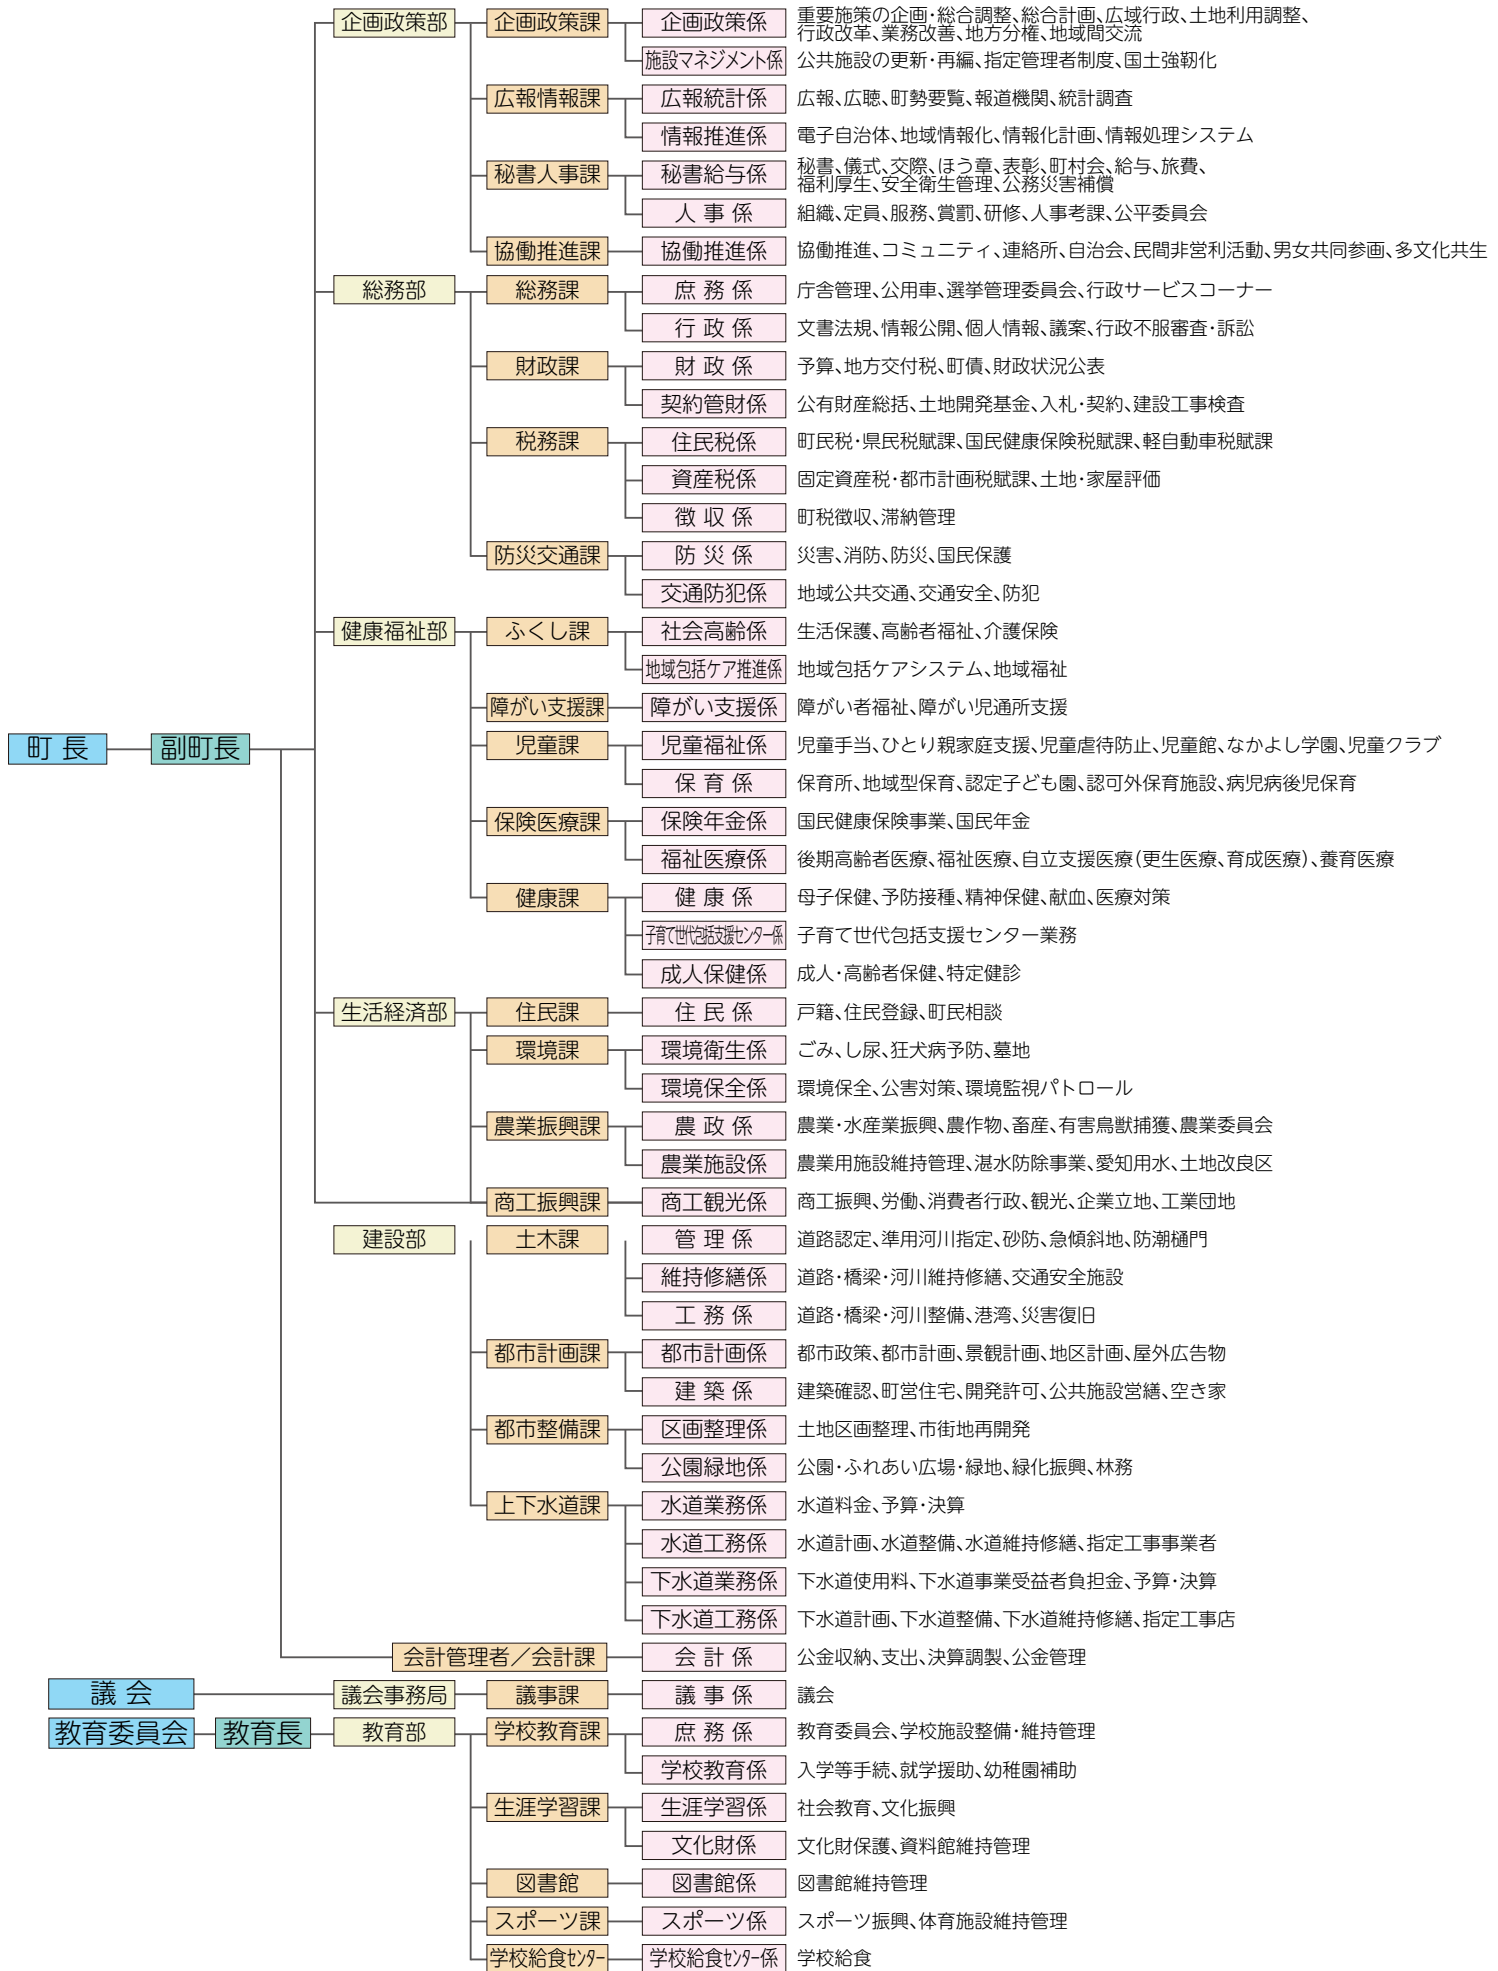 企画政策部 企画政策課 企画政策係 重要施策の企画・総合調整、総合計画、広域行政、土地利用調整、
行政改革、業務改善、地方分権、地域間交流
施設マネジメント係 公共施設の更新・再編、指定管理者制度、国土強靭化
広報情報課 広報統計係 広報、広聴、町勢要覧、報道機関、統計調査
情報推進係 電子自治体、地域情報化、情報化計画、情報処理システム
秘書人事課 秘書給与係 秘書、儀式、交際、ほう章、表彰、町村会、給与、旅費、
福利厚生、安全衛生管理、公務災害補償
人事係 組織、定員、服務、賞罰、研修、人事考課、公平委員会
協働推進課 協働推進係 協働推進、コミュニティ、連絡所、自治会、民間非営利活動、男女共同参画、多文化共生
総務部 総務課 庶務係 庁舎管理、公用車、選挙管理委員会、行政サービスコーナー
行政係 文書法規、情報公開、個人情報、議案、行政不服審査・訴訟
財政課 財政係 予算、地方交付税、町債、財政状況公表
契約管財係 公有財産総括、土地開発基金、入札・契約、建設工事検査
税務課 住民税係 町民税・県民税賦課、国民健康保険税賦課、軽自動車税賦課
資産税係 固定資産税・都市計画税賦課、土地・家屋評価
徴収係 町税徴収、滞納管理
防災交通課 防災係 災害、消防、防災、国民保護
交通防犯係 地域公共交通、交通安全、防犯
健康福祉部 ふくし課 社会高齢係 生活保護、高齢者福祉、介護保険
地域包括ケア推進係 地域包括ケアシステム、地域福祉
障がい支援課 障がい支援係 障がい者福祉、障がい児通所支援
町長 副町長 児童課 児童福祉係 児童手当、ひとり親家庭支援、児童虐待防止、児童館、なかよし学園、児童クラブ
保育係 保育所、地域型保育、認定子ども園、認可外保育施設、病児病後児保育
保険医療課 保険年金係 国民健康保険事業、国民年金
福祉医療係 後期高齢者医療、福祉医療、自立支援医療(更生医療、育成医療)、養育医療
健康課 健康係 母子保健、予防接種、精神保健、献血、医療対策
子育て世代包括支援センター係 子育て世代包括支援センター業務
成人保健係 成人・高齢者保健、特定健診
生活経済部 住民課 住民係 戸籍、住民登録、町民相談
環境課 環境衛生係 ごみ、し尿、狂犬病予防、墓地
環境保全係 環境保全、公害対策、環境監視パトロール
農業振興課 農政係 農業・水産業振興、農作物、畜産、有害鳥獣捕獲、農業委員会
農業施設係 農業用施設維持管理、湛水防除事業、愛知用水、土地改良区
商工振興課 商工観光係 商工振興、労働、消費者行政、観光、企業立地、工業団地
建設部 土木課 管理係 道路認定、準用河川指定、砂防、急傾斜地、防潮樋門
維持修繕係 道路・橋梁・河川維持修繕、交通安全施設
工務係 道路・橋梁・河川整備、港湾、災害復旧
都市計画課 都市計画係 都市政策、都市計画、景観計画、地区計画、屋外広告物
建築係 建築確認、町営住宅、開発許可、公共施設営繕、空き家
都市整備課 区画整理係 土地区画整理、市街地再開発
公園緑地係 公園・ふれあい広場・緑地、緑化振興、林務
上下水道課 水道業務係 水道料金、予算・決算
水道工務係 水道計画、水道整備、水道維持修繕、指定工事事業者
下水道業務係 下水道使用料、下水道事業受益者負担金、予算・決算
下水道工務係 下水道計画、下水道整備、下水道維持修繕、指定工事店
会計管理者／会計課 会計係 公金収納、支出、決算調製、公金管理
議会 議会事務局 議事課 議事係 議会
教育委員会 教育長 教育部 学校教育課 庶務係 教育委員会、学校施設整備・維持管理
学校教育係 入学等手続、就学援助、幼稚園補助
生涯学習課 生涯学習係 社会教育、文化振興
文化財係 文化財保護、資料館維持管理
図書館 図書館係 図書館維持管理
スポーツ課 スポーツ係 スポーツ振興、体育施設維持管理
学校給食センター 学校給食センター係 学校給食